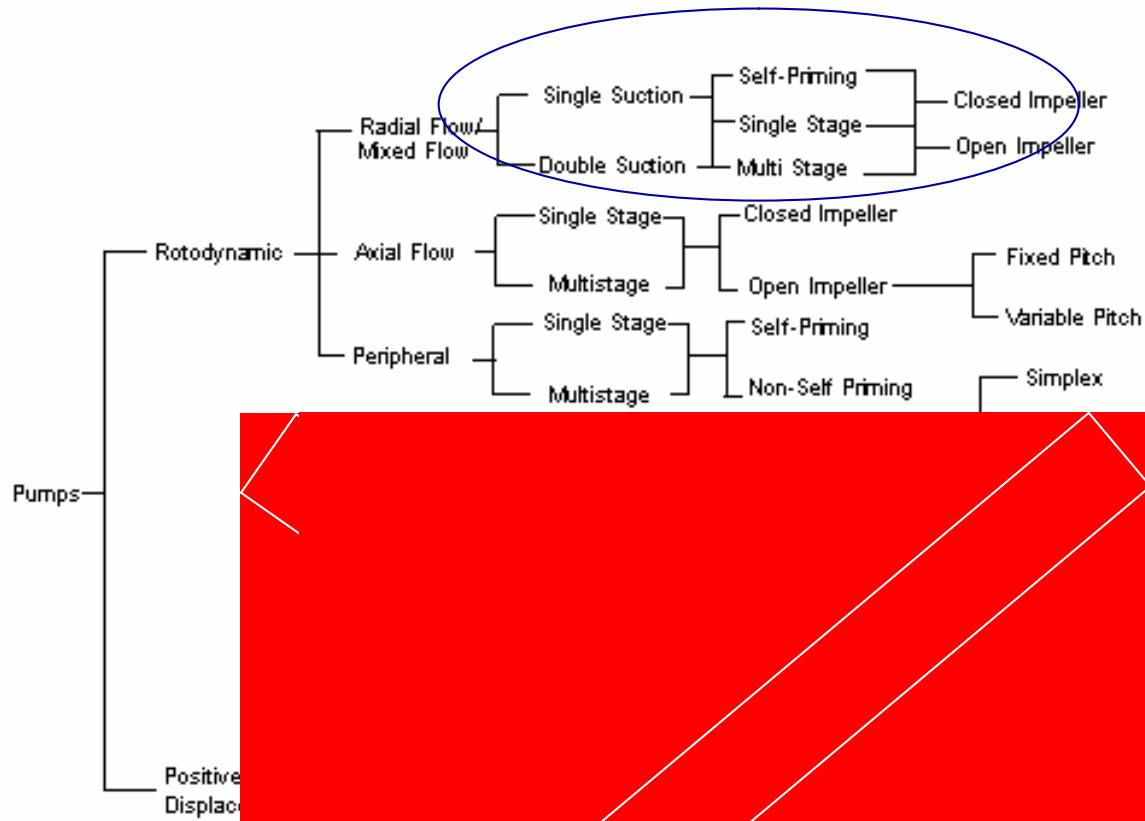 Self-Priming
Single Suction
Closed Impeller
Radial Flow/
Mixed Flow
Single Stage
Open Impeller
Double Suction
Multi Stage
Single Stage
Closed Impeller
Rotodynamic
Axial Flow
Fixed Pitch
Multistage
Open Impeller
Variable Pitch
Single Stage
Self-Priming
Peripheral
Simplex
Multistage
Non-Self Priming
Pumps
Positive
Displac